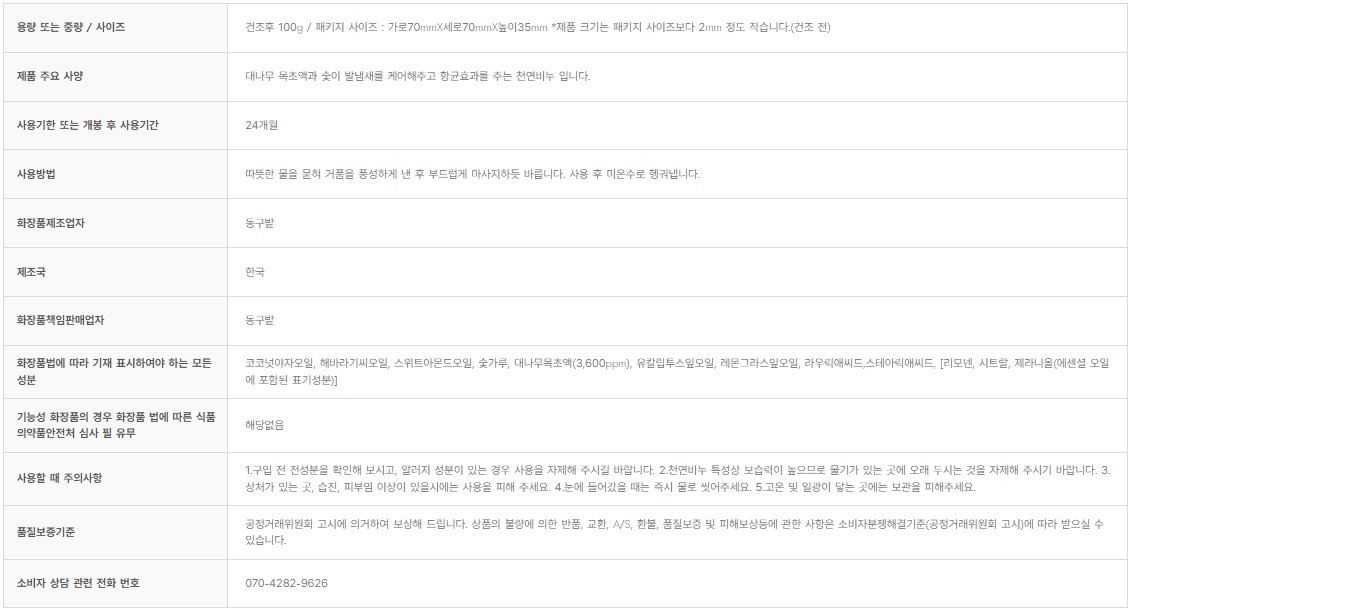 용량 또는 중량 / 사이즈
건조후 100g / 패키지 사이즈 : 가로70mmX세로70mmX높이35mm *제품 크기는 패키지 사이즈보다 2mm 정도 작습니다.(건조 전)
제품 주요 사양
대나무 목초액과 숯이 발냄새를 케어해주고 항균효과를 주는 천연비누 입니다.
사용기한 또는 개봉 후 사용기간
24개월
사용방법
따뜻한 물을 묻혀 거품을 풍성하게 낸 후 부드럽게 마사지하듯 바릅니다. 사용 후 미온수로 헹궈냅니다.
화장품제조업자
동구밭
제조국
한국
화장품책임판매업자
동구밭
화장품법에 따라 기재 표시하여야 하는 모든
성분
코코넛야자오일, 해바라기씨오일, 스위트아몬드오일, 숯가루, 대나무목초액(3,600ppm), 유칼립투스잎오일, 레몬그라스잎오일, 라우릭애씨드,스테아릭애씨드, [리모넨, 시트랄, 제라니올(에센셜 오일
에 포함된 표기성분)]
기능성 화장품의 경우 화장품 법에 따른 식품
의약품안전처 심사 필 유무
해당없음
사용할 때 주의사항
1.구입 전 전성분을 확인해 보시고, 알러지 성분이 있는 경우 사용을 자제해 주시길 바랍니다. 2.천연비누 특성상 보습력이 높으므로 물기가 있는 곳에 오래 두시는 것을 자제해 주시기 바랍니다. 3.
상처가 있는 곳, 습진, 피부염 이상이 있을시에는 사용을 피해 주세요. 4.눈에 들어갔을 때는 즉시 물로 씻어주세요. 5.고온 및 일광이 닿는 곳에는 보관을 피해주세요.
품질보증기준
공정거래위원회 고시에 의거하여 보상해 드립니다. 상품의 불량에 의한 반품, 교환, A/S, 환불, 품질보증 및 피해보상등에 관한 사항은 소비자분쟁해결기준(공정거래위원회 고시)에 따라 받으실 수
있습니다.
소비자 상담 관련 전화 번호
070-4282-9626